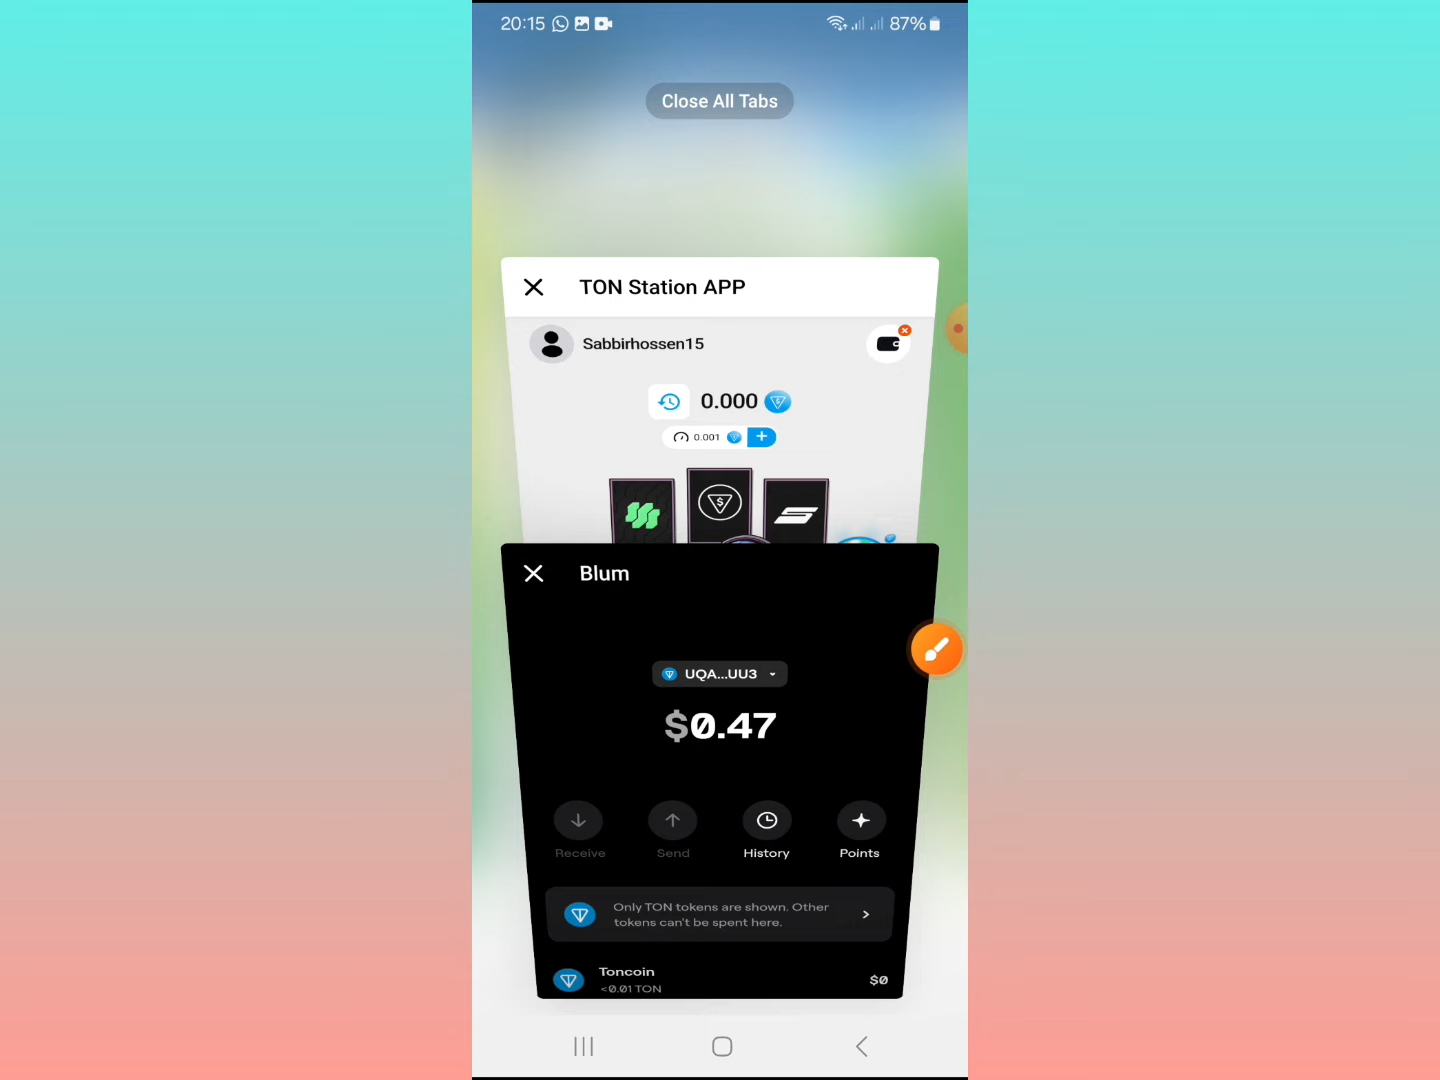 20:15
87%
Close All Tabs
TON Station APP
Sabbirhossen15
0.000
0.001
Blum
UQA...UU3
$0.47
Receive
Send
History
Points
Only TON tokens are shown. Other
tokens can't be spent here.
Toncoin
$0
<0.01 TON